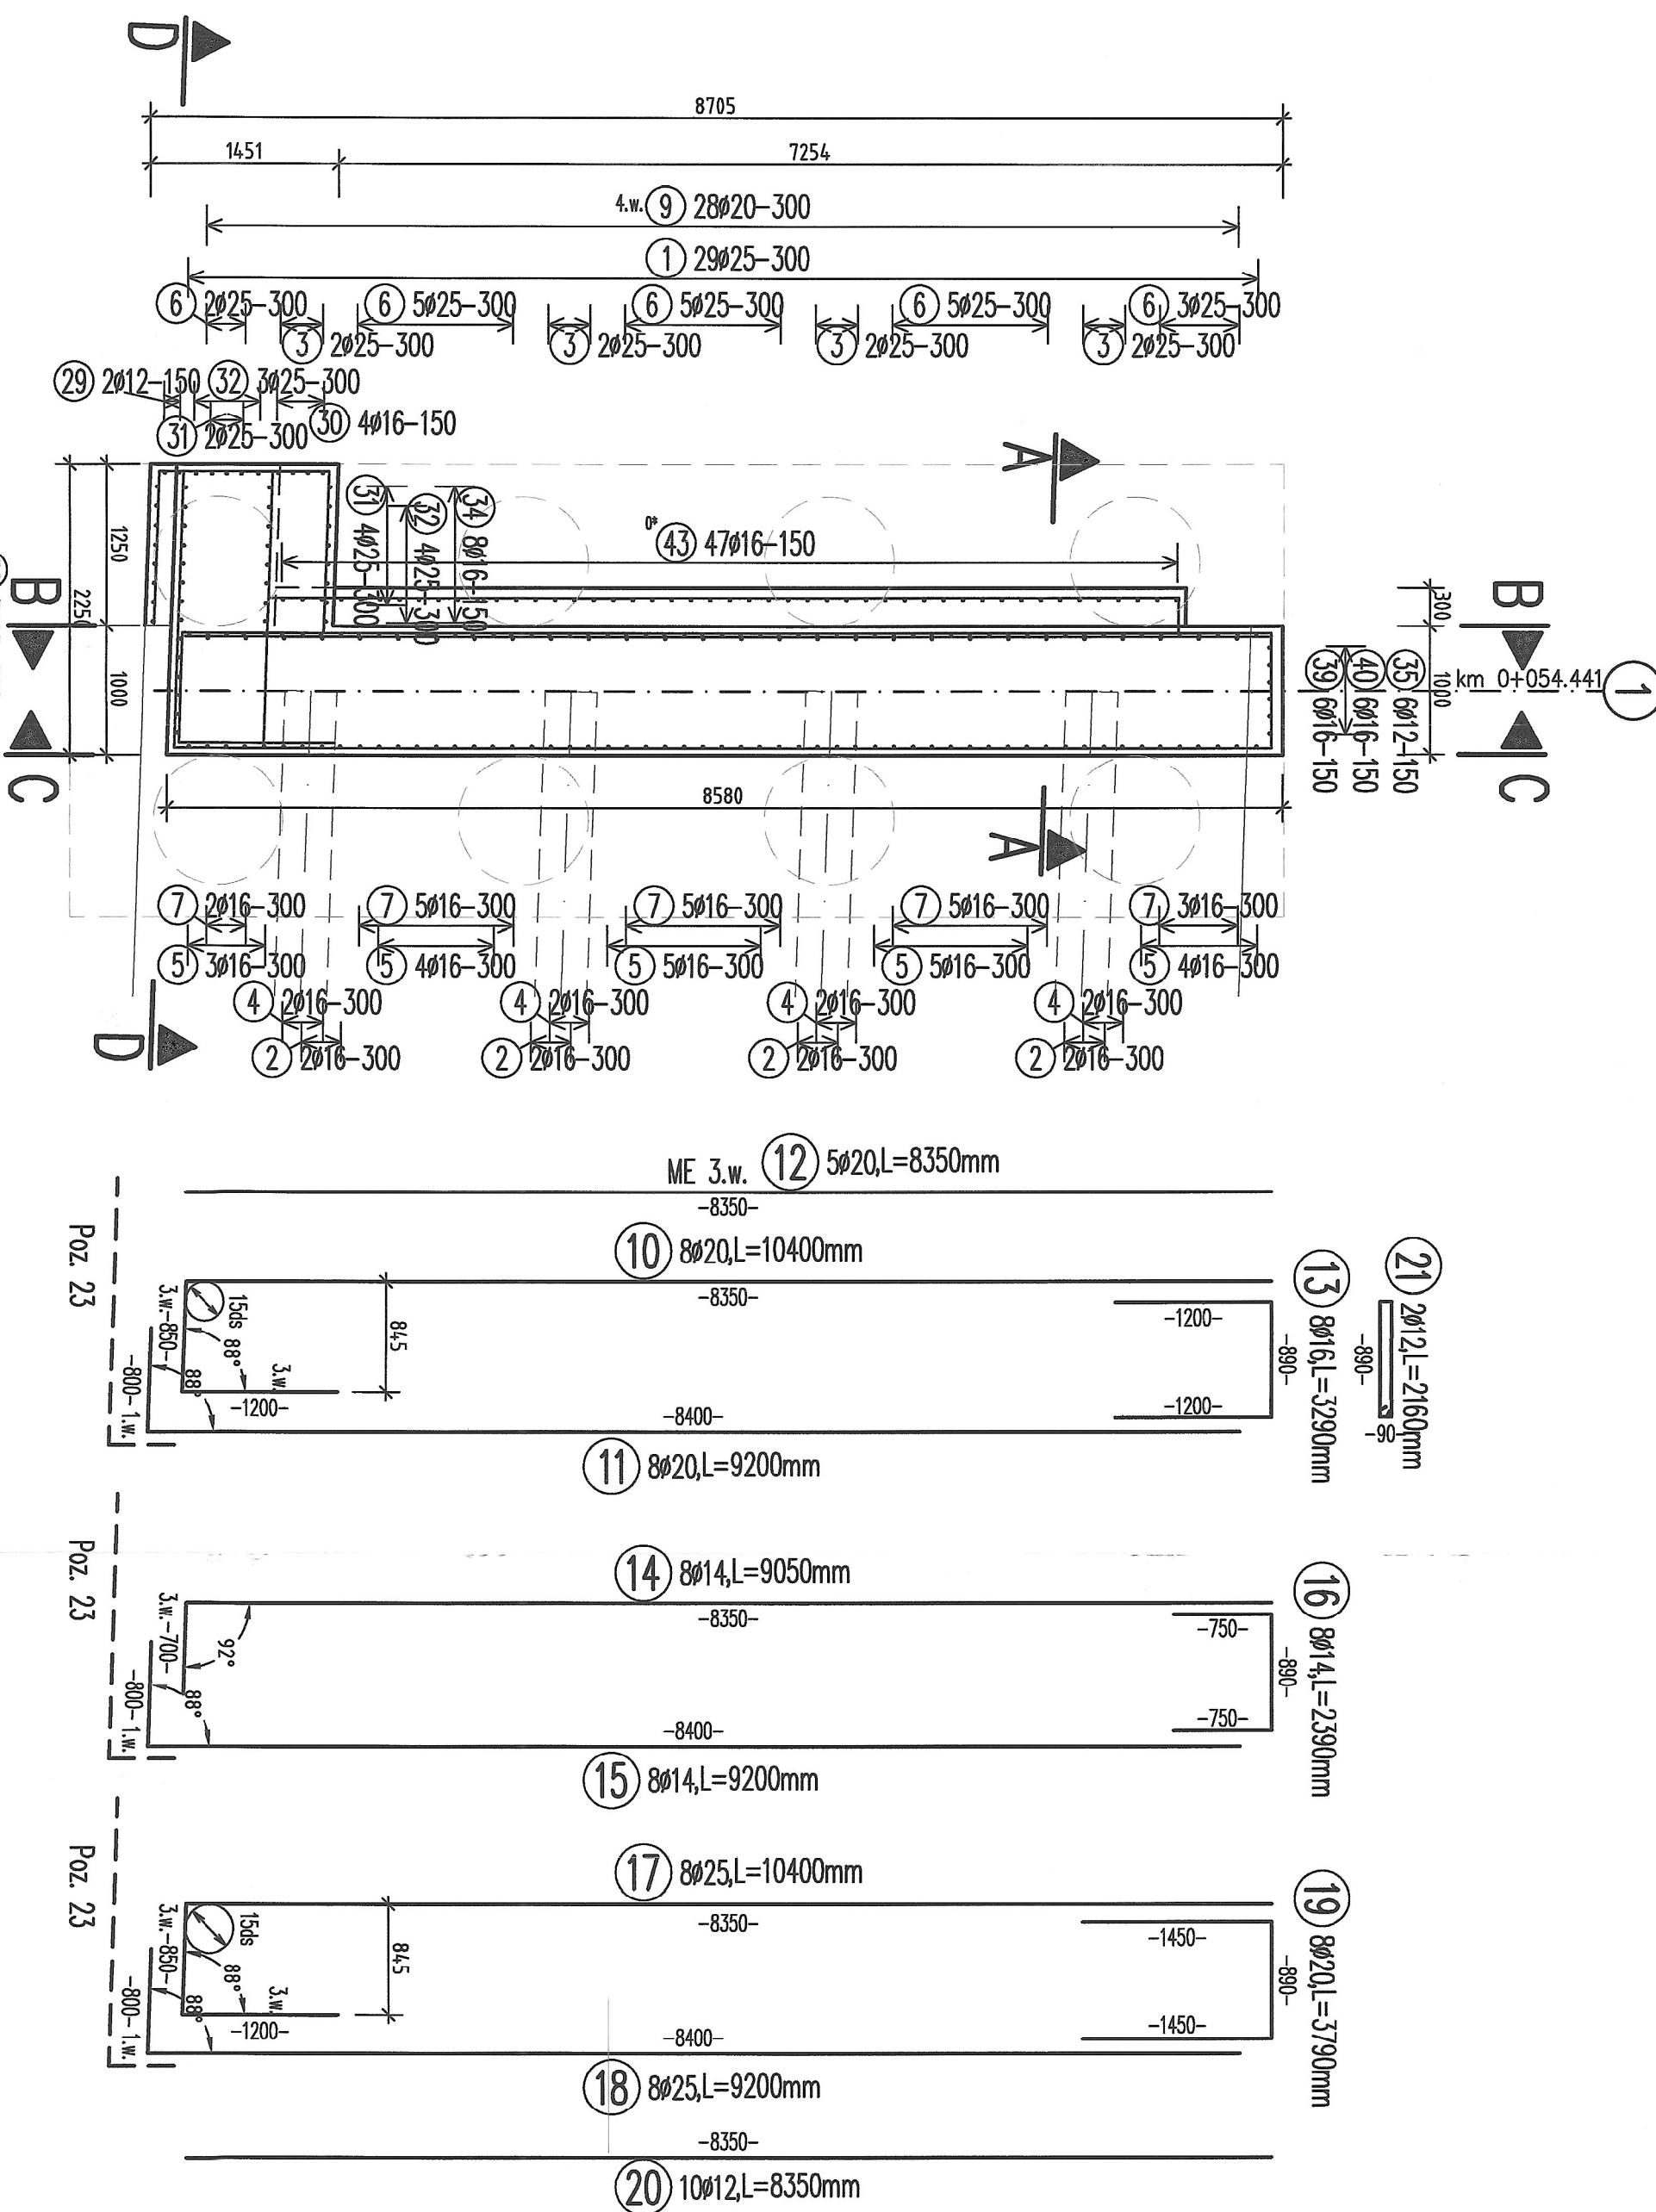 D
8705
1451
7254
4.w. 9 28ø20-300
1 29ø25-300
6 2ø25-300
6 5ø25-300
6 5ø25-300
6 5ø25-300
6 3ø25-300
3 2ø25-300
3 2ø25-300
3 2ø25-300
3 2ø25-300
29 2ø12-150
32 3ø25-300
31 2ø25-300
30 4ø16-150
A
31 4ø25-300
32 4ø25-300
34 8ø16-150
0* 43 47ø16-150
1250
2250
1000
B
C
300
1000
B
C
km 0+054.441
1
35 6ø12-150
40 6ø16-150
39 6ø16-150
8580
A
7 2ø16-300
7 5ø16-300
7 5ø16-300
7 5ø16-300
7 3ø16-300
5 3ø16-300
5 4ø16-300
5 5ø16-300
5 5ø16-300
5 4ø16-300
4 2ø16-300
4 2ø16-300
4 2ø16-300
4 2ø16-300
2 2ø16-300
2 2ø16-300
2 2ø16-300
2 2ø16-300
D
ME 3.w. 12 5ø20,L=8350mm
-8350-
10 8ø20,L=10400mm
-8350-
Poz. 23
15ds
3.w.-850-
88°
88°
3.w.
-1200-
845
-800- 1.w.
-8400-
11 8ø20,L=9200mm
-1200-
-890-
-1200-
13 8ø16,L=3290mm
21 2ø12,L=2160mm
-890-
-90-
14 8ø14,L=9050mm
-8350-
Poz. 23
3.w.-700-
92°
88°
-800- 1.w.
-8400-
15 8ø14,L=9200mm
-750-
-890-
-750-
16 8ø14,L=2390mm
17 8ø25,L=10400mm
-8350-
Poz. 23
15ds
3.w.-850-
88°
88°
3.w.
-1200-
845
-800- 1.w.
-8400-
18 8ø25,L=9200mm
-1450-
-890-
-1450-
19 8ø20,L=3790mm
-8350-
20 10ø12,L=8350mm